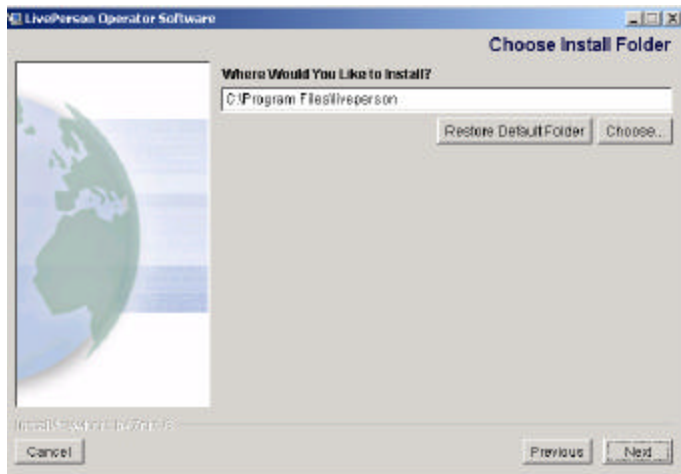 LivePerson Operator Software
Choose Install Folder
Where Would You Like to Install?
C:\Program Files\liveperson
Restore Default Folder
Choose...
Cancel
Previous
Next